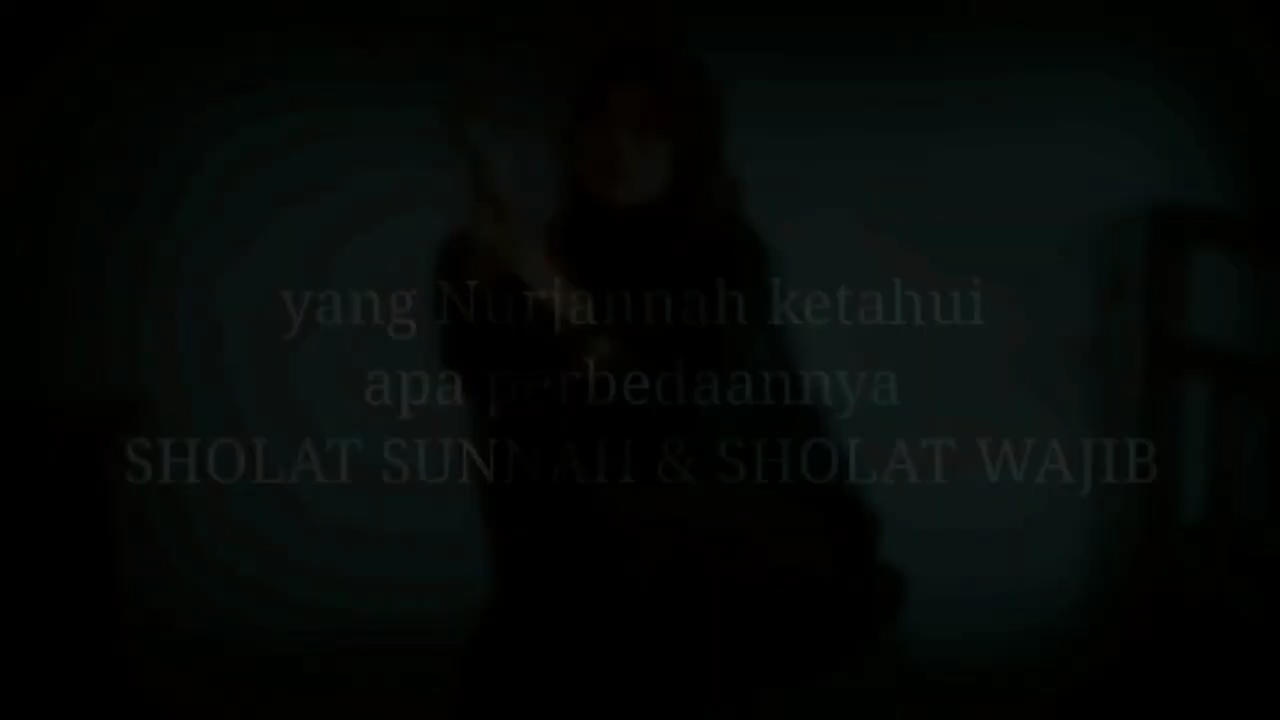 yang Nurjannah ketahui
apa perbedaannya
SHOLAT SUNNAH & SHOLAT WAJIB